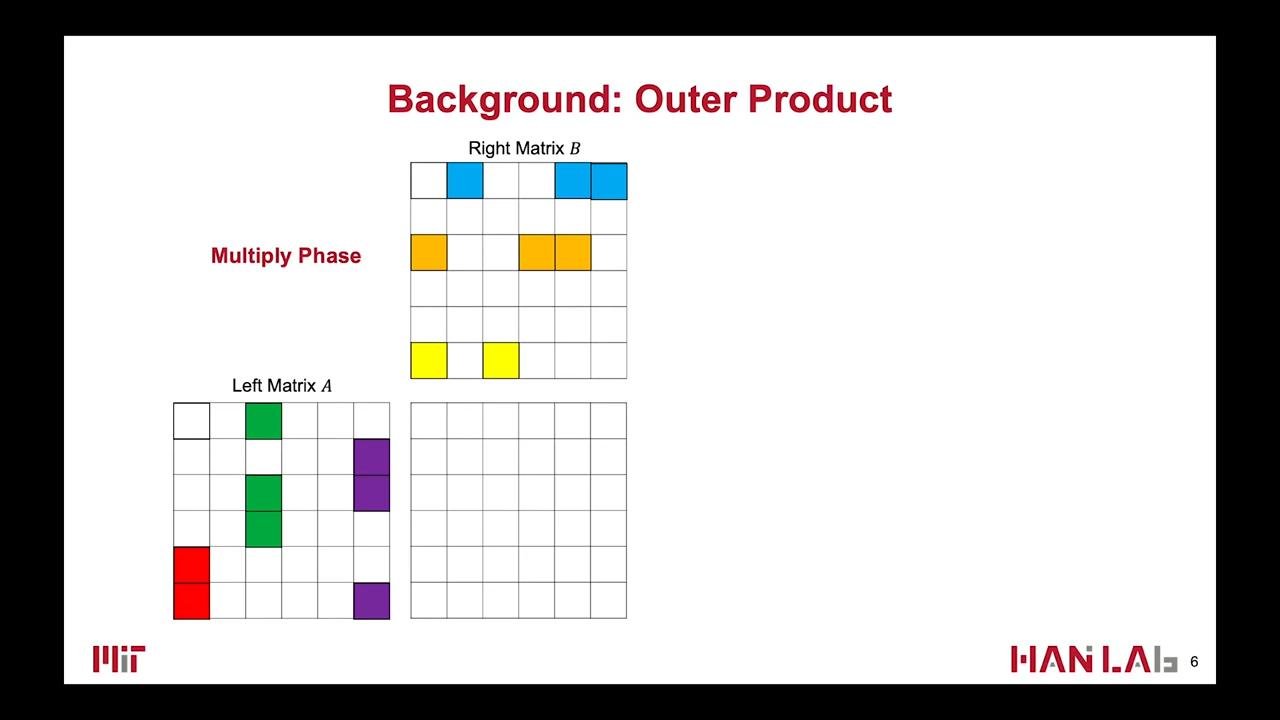 Background: Outer Product
Right Matrix B
Multiply Phase
Left Matrix A
MIT
HAN LAb
6